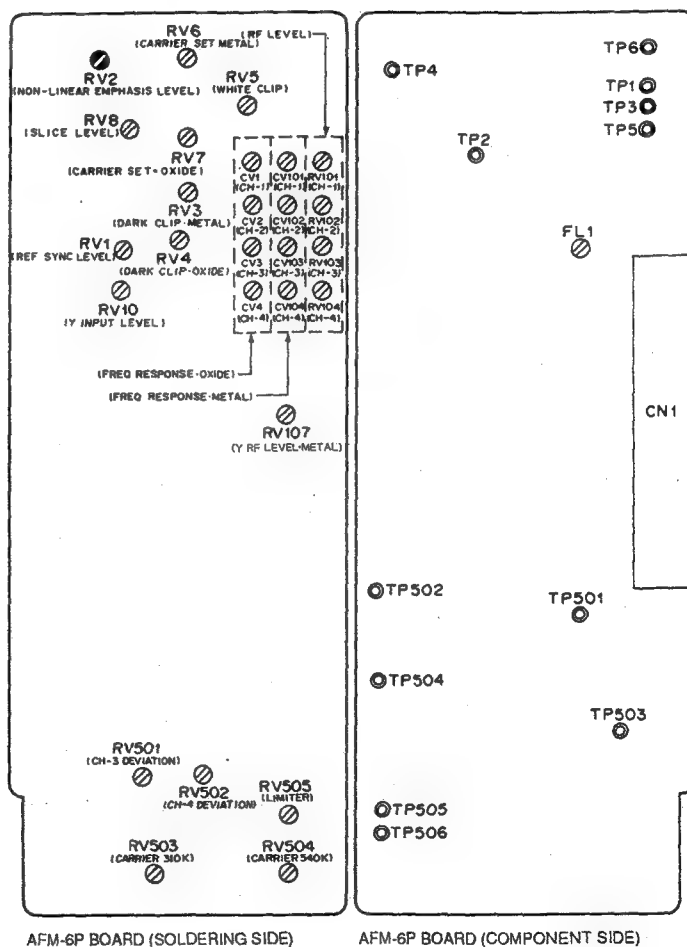 RV6
(CARRIER SET METAL)
(RF LEVEL)
RV2
(NON-LINEAR EMPHASIS LEVEL)
RV5
(WHITE CLIP)
RV8
(SLICE LEVEL)
RV7
(CARRIER SET-OXIDE)
CV1
(CH-1)
CV101
(CH-1)
RV101
(CH-1)
RV3
(DARK CLIP-METAL)
CV2
(CH-2)
CV102
(CH-2)
RV102
(CH-2)
RV1
(REF SYNC LEVEL)
RV4
(DARK CLIP-OXIDE)
CV3
(CH-3)
CV103
(CH-3)
RV103
(CH-3)
RV10
(Y INPUT LEVEL)
CV4
(CH-4)
CV104
(CH-4)
RV104
(CH-4)
(FREQ RESPONSE-OXIDE)
(FREQ RESPONSE-METAL)
RV107
(Y RF LEVEL-METAL)
RV501
(CH-3 DEVIATION)
RV502
(CH-4 DEVIATION)
RV505
(LIMITER)
RV503
(CARRIER 310K)
RV504
(CARRIER 540K)
AFM-6P BOARD (SOLDERING SIDE)
TP6
TP4
TP1
TP3
TP5
TP2
FL1
CN1
TP502
TP501
TP504
TP503
TP505
TP506
AFM-6P BOARD (COMPONENT SIDE)